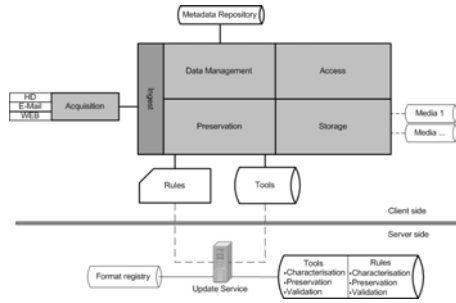 Metadata Repository
Data Management
Access
HD
E-Mail
WEB
Acquisition
Ingest
Preservation
Storage
Media 1
Media ...
Rules
Tools
Client side
Server side
Format registry
Update Service
Tools
•Characterisation
•Preservation
•Validation
Rules
•Characterisation
•Preservation
•Validation